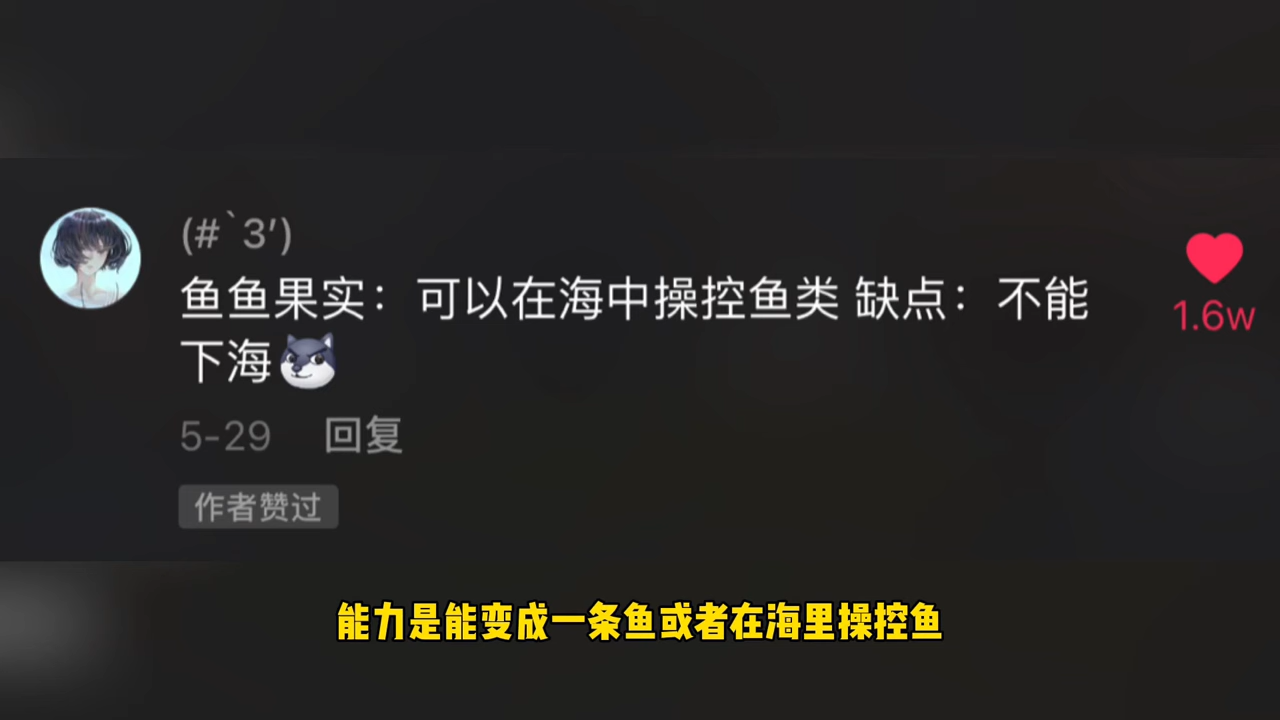 (#`3′)
鱼鱼果实：可以在海中操控鱼类 缺点：不能
下海
1.6w
5-29 回复
作者赞过
能力是能变成一条鱼或者在海里操控鱼